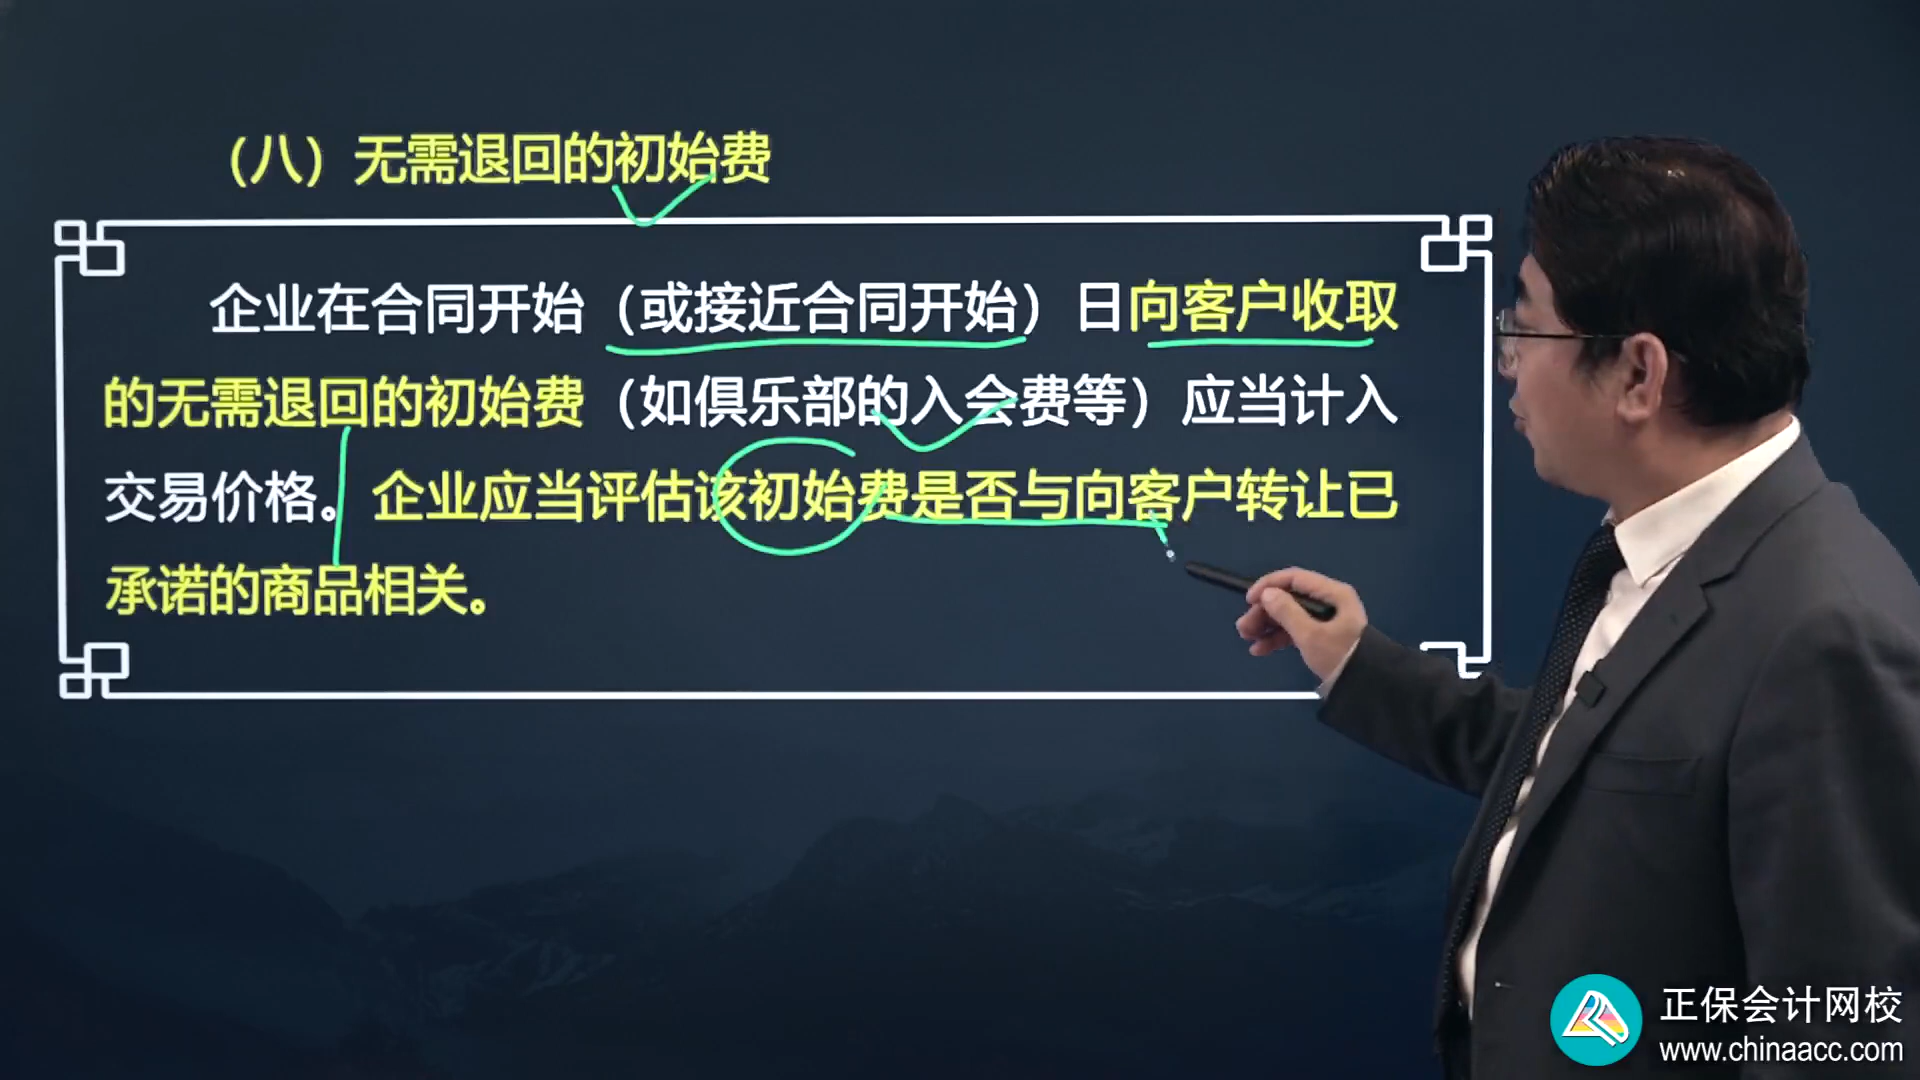 （八）无需退回的初始费
企业在合同开始（或接近合同开始）日向客户收取
的无需退回的初始费（如俱乐部的入会费等）应当计入
交易价格。企业应当评估该初始费是否与向客户转让已
承诺的商品相关。
正保会计网校
www.chinaacc.com